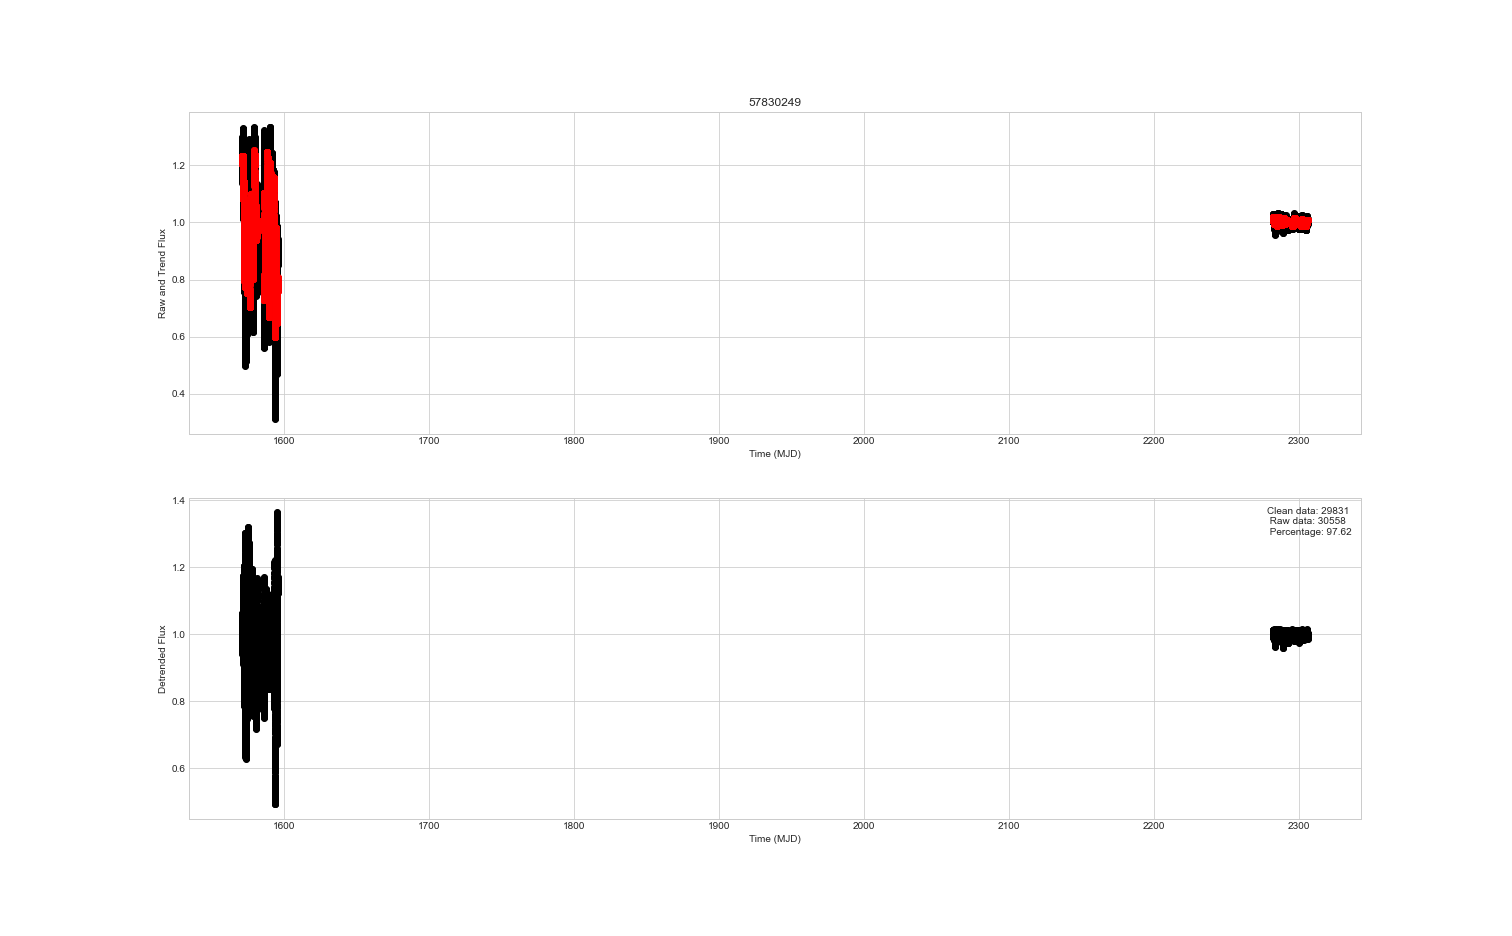 57830249
1.2
1.0
0.8
0.6
0.4
Raw and Trend Flux
1600 1700 1800 1900 2000 2100 2200 2300
Time (MJD)
1.4
1.2
1.0
0.8
0.6
Detrended Flux
Clean data: 29831
Raw data: 30558
Percentage: 97.62
1600 1700 1800 1900 2000 2100 2200 2300
Time (MJD)